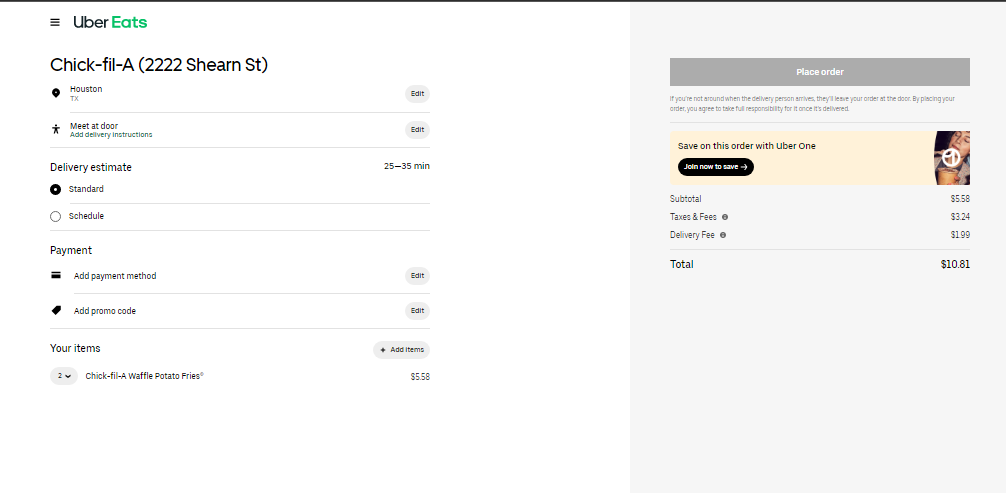 Uber Eats
Chick-fil-A (2222 Shearn St)
Houston
TX
Edit
Meet at door
Add delivery instructions
Edit
Delivery estimate
25—35 min
Standard
Schedule
Payment
Add payment method
Edit
Add promo code
Edit
Your items
+ Add items
2
Chick-fil-A Waffle Potato Fries®
$5.58
Place order
If you're not around when the delivery person arrives, they'll leave your order at the door. By placing your
order, you agree to take full responsibility for it once it's delivered.
Save on this order with Uber One
Join now to save →
Subtotal
$5.58
Taxes & Fees
$3.24
Delivery Fee
$1.99
Total
$10.81